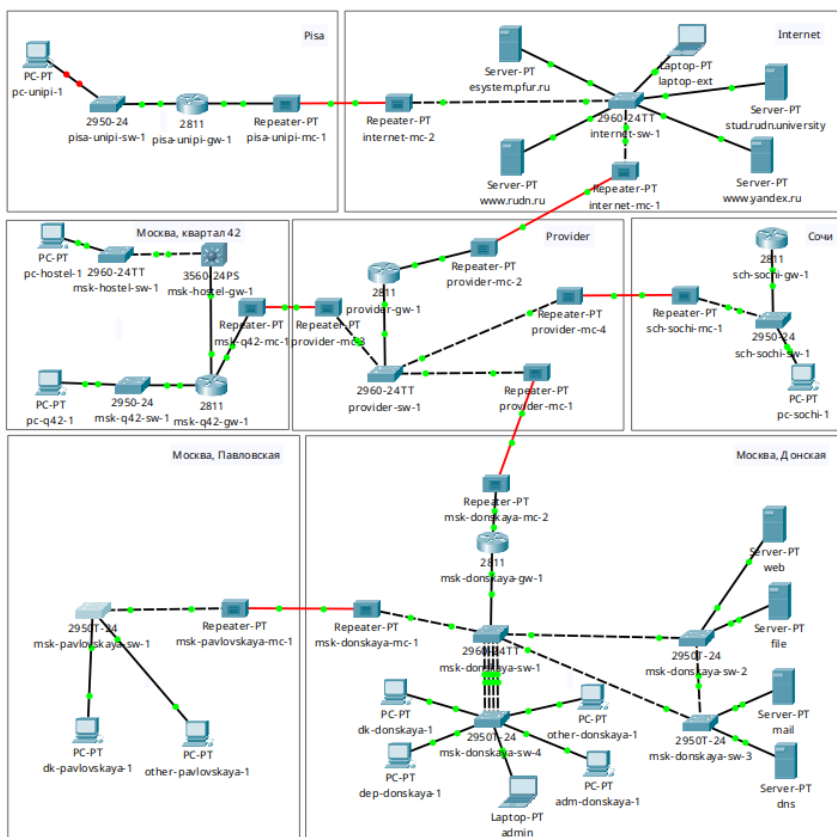 Pisa
PC-PT
pc-unipi-1
2950-24
pisa-unipi-sw-1
2811
pisa-unipi-gw-1
Repeater-PT
pisa-unipi-mc-1
Internet
Repeater-PT
internet-mc-2
Server-PT
esystem.pfur.ru
Laptop-PT
laptop-ext
2960-24TT
internet-sw-1
Server-PT
stud.rudn.university
Server-PT
www.rudn.ru
Repeater-PT
internet-mc-1
Server-PT
www.yandex.ru
Москва, квартал 42
PC-PT
pc-hostel-1
2960-24TT
msk-hostel-sw-1
3560-24PS
msk-hostel-gw-1
Repeater-PT
msk-q42-mc-1
PC-PT
pc-q42-1
2950-24
msk-q42-sw-1
2811
msk-q42-gw-1
Provider
Repeater-PT
provider-mc-2
2811
provider-gw-1
Repeater-PT
provider-mc-3
Repeater-PT
provider-mc-4
2960-24TT
provider-sw-1
Repeater-PT
provider-mc-1
Сочи
2811
sch-sochi-gw-1
Repeater-PT
sch-sochi-mc-1
2950-24
sch-sochi-sw-1
PC-PT
pc-sochi-1
Москва, Павловская
2950T-24
msk-pavlovskaya-sw-1
Repeater-PT
msk-pavlovskaya-mc-1
PC-PT
dk-pavlovskaya-1
PC-PT
other-pavlovskaya-1
Москва, Донская
Repeater-PT
msk-donskaya-mc-2
2811
msk-donskaya-gw-1
Server-PT
web
Repeater-PT
msk-donskaya-mc-1
2960-24TT
msk-donskaya-sw-1
2950T-24
msk-donskaya-sw-2
Server-PT
file
PC-PT
dk-donskaya-1
PC-PT
other-donskaya-1
2950T-24
msk-donskaya-sw-4
2950T-24
msk-donskaya-sw-3
Server-PT
mail
PC-PT
dep-donskaya-1
PC-PT
adm-donskaya-1
Laptop-PT
admin
Server-PT
dns